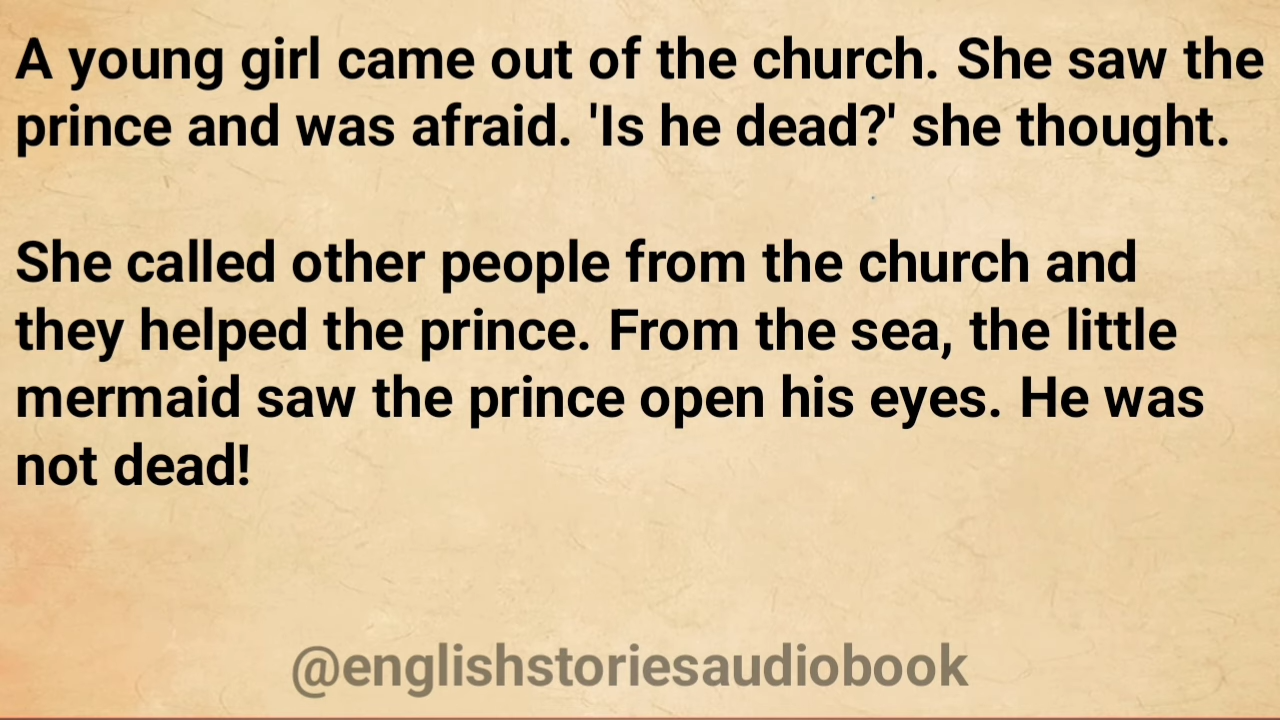 A young girl came out of the church. She saw the
prince and was afraid. 'Is he dead?' she thought.
She called other people from the church and
they helped the prince. From the sea, the little
mermaid saw the prince open his eyes. He was
not dead!
@englishstoriesaudiobook